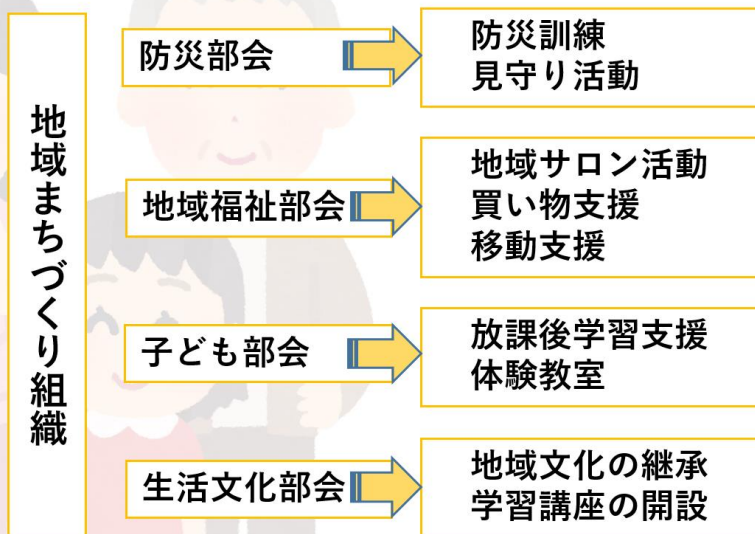 地域まちづくり組織
防災部会
防災訓練
見守り活動
地域福祉部会
地域サロン活動
買い物支援
移動支援
子ども部会
放課後学習支援
体験教室
生活文化部会
地域文化の継承
学習講座の開設